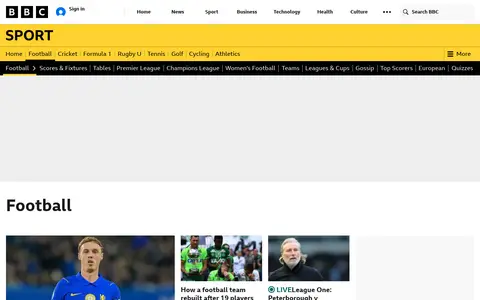 BBC Sign in Home News Sport Business Technology Health Culture Search BBC
SPORT
Home Football Cricket Formula 1 Rugby U Tennis Golf Cycling Athletics More
Football Scores & Fixtures Tables Premier League Champions League Women's Football Teams Leagues & Cups Gossip Top Scorers European Quizzes
Football
How a football team
rebuilt after 19 players
LIVE League One:
Peterborough v